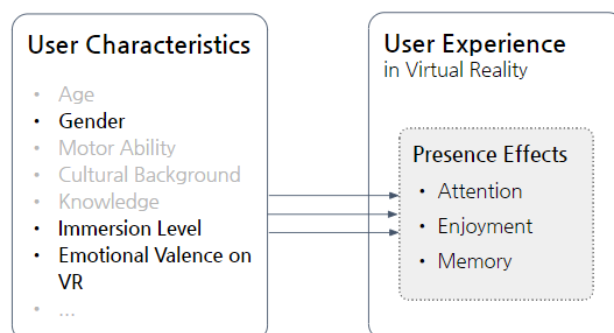 User Characteristics
• Age
• Gender
• Motor Ability
• Cultural Background
• Knowledge
• Immersion Level
• Emotional Valence on
VR
• ...
User Experience
in Virtual Reality
Presence Effects
• Attention
• Enjoyment
• Memory